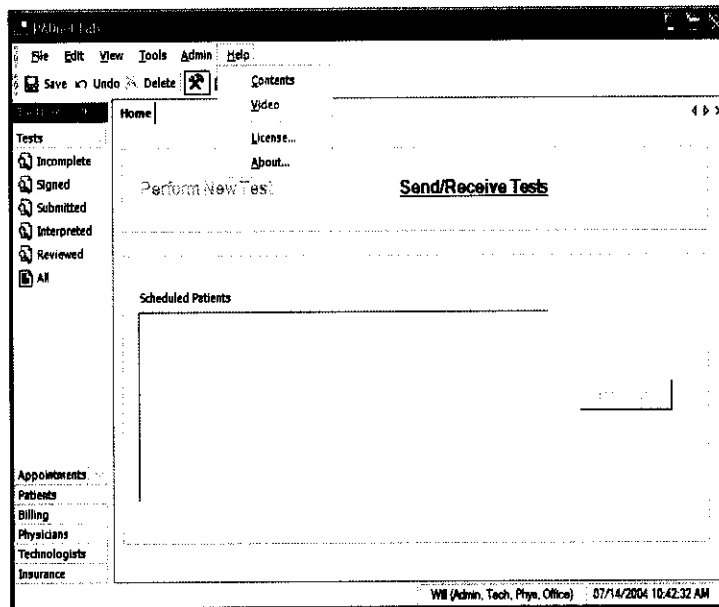 PADnet Lab
File Edit View Tools Admin Help
Save Undo Delete
Contents
Video
License...
About...
Home
Tests
Incomplete
Signed
Submitted
Interpreted
Reviewed
All
Perform New Test
Send/Receive Tests
Scheduled Patients
Appointments
Patients
Billing
Physicians
Technologists
Insurance
Will (Admin, Tech, Phys, Office) 07/14/2004 10:42:32 AM